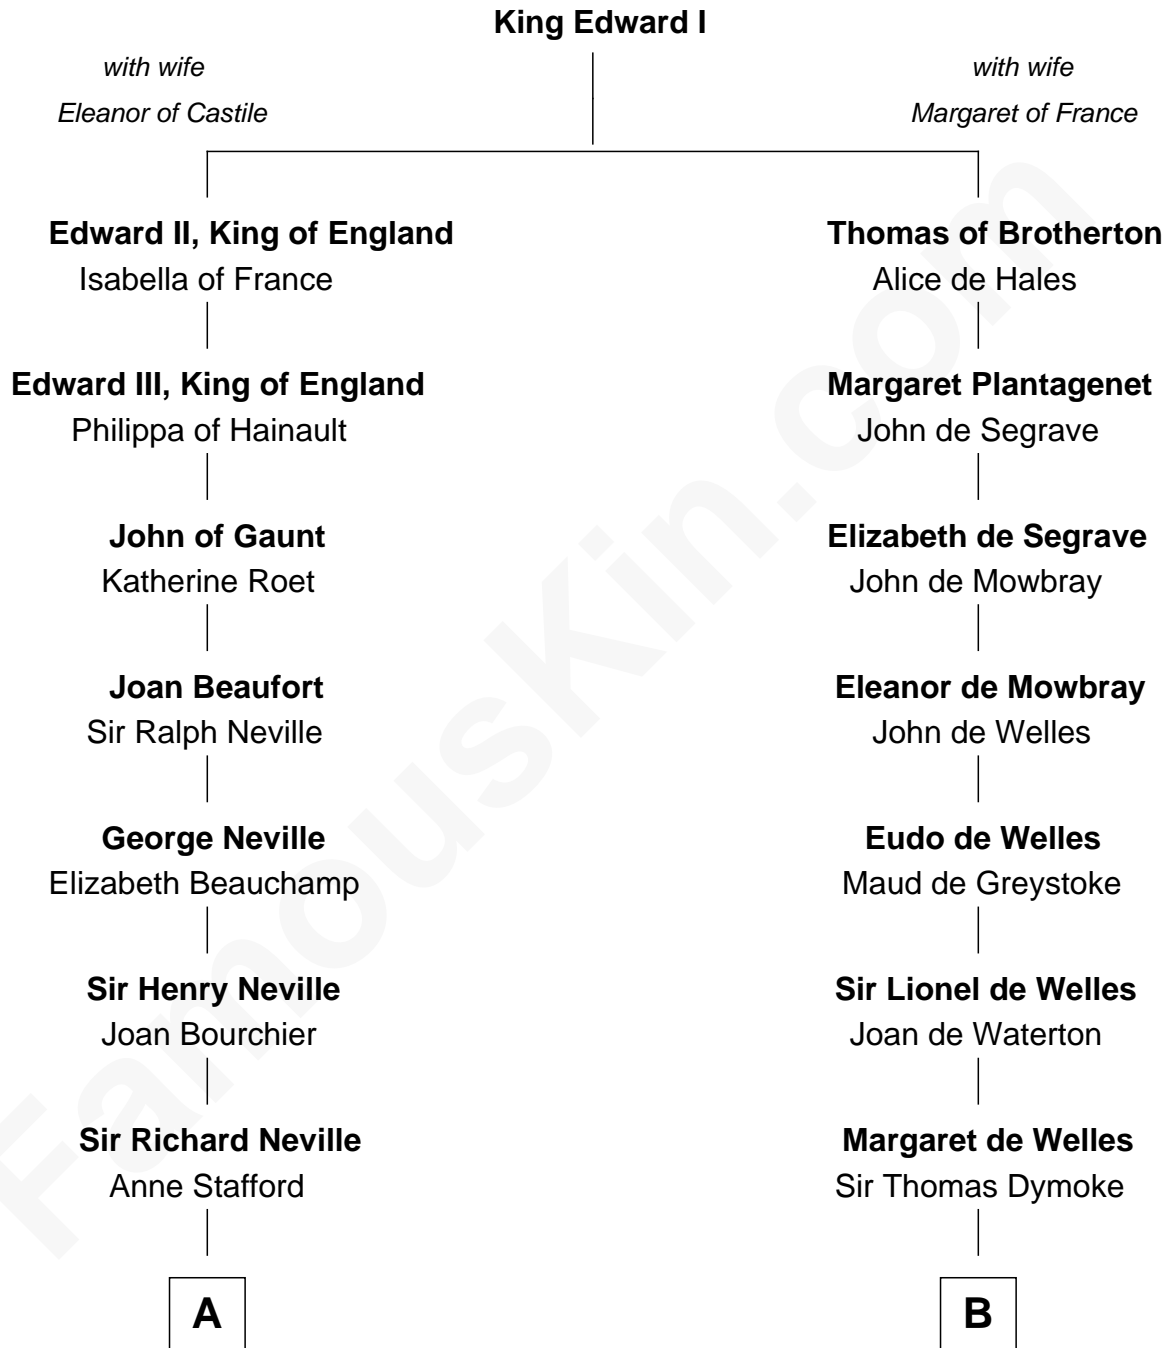 King Edward I
with wife
Eleanor of Castile
with wife
Margaret of France
Edward II, King of England
Isabella of France
Thomas of Brotherton
Alice de Hales
Edward III, King of England
Philippa of Hainault
Margaret Plantagenet
John de Segrave
John of Gaunt
Katherine Roet
Elizabeth de Segrave
John de Mowbray
Joan Beaufort
Sir Ralph Neville
Eleanor de Mowbray
John de Welles
George Neville
Elizabeth Beauchamp
Eudo de Welles
Maud de Greystoke
Sir Henry Neville
Joan Bourchier
Sir Lionel de Welles
Joan de Waterton
Sir Richard Neville
Anne Stafford
Margaret de Welles
Sir Thomas Dymoke
A
B
FamousKin.com